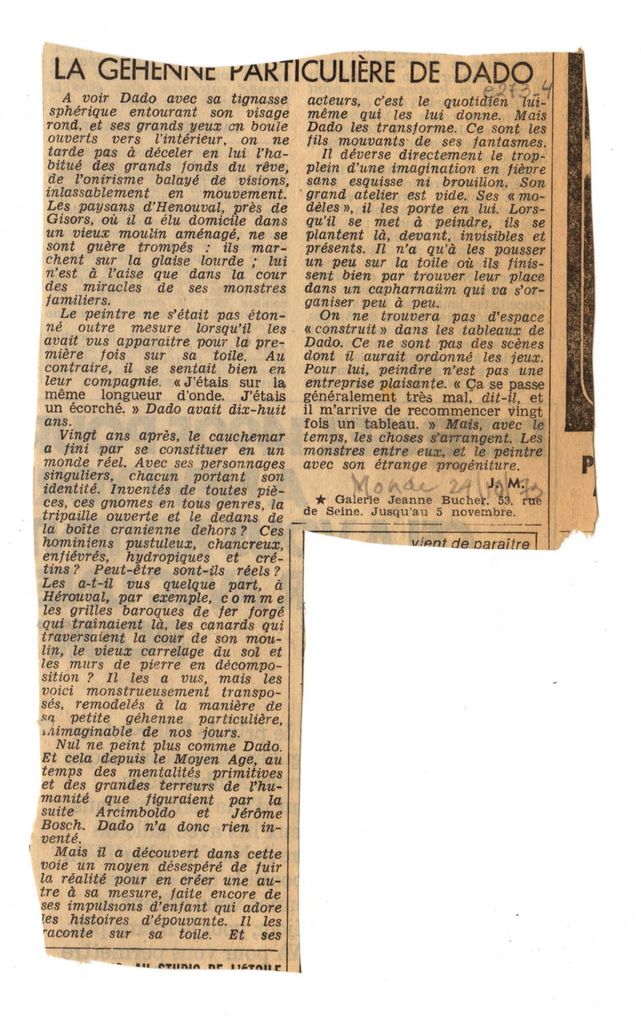 LA GÉHENNE PARTICULIÈRE DE DADO
A voir Dado avec sa tignasse
sphérique entourant son visage
rond, et ses grands yeux en boule
ouverts vers l'intérieur, on ne
tarde pas à déceler en lui l'ha-
bitué des grands fonds du rêve,
de l'onirisme balayé de visions,
inlassablement en mouvement.
Les paysans d'Henouval, près de
Gisors, où il a élu domicile dans
un vieux moulin aménagé, ne se
sont guère trompés : ils mar-
chent sur la glaise lourde ; lui
n'est à l'aise que dans la cour
des miracles de ses monstres
familiers.
Le peintre ne s'était pas éton-
né outre mesure lorsqu'il les
avait vus apparaître pour la pre-
mière fois sur sa toile. Au
contraire, il se sentait bien en
leur compagnie. « J'étais sur la
même longueur d'onde. J'étais
un écorché. » Dado avait dix-huit
ans.
Vingt ans après, le cauchemar
a fini par se constituer en un
monde réel. Avec ses personnages
singuliers, chacun portant son
identité. Inventés de toutes piè-
ces, ces gnomes en tous genres, la
tripaille ouverte et le dedans de
la boîte cranienne dehors ? Ces
hominiens pustuleux, chancreux,
enfiévrés, hydropiques et cré-
tins ? Peut-être sont-ils réels ?
Les a-t-il vus quelque part, à
Hérouval, par exemple, comme
les grilles baroques de fer forgé
qui traînaient là, les canards qui
traversaient la cour de son mou-
lin, le vieux carrelage du sol et
les murs de pierre en décompo-
sition ? Il les a vus, mais les
voici monstrueusement transpo-
sés, remodelés à la manière de
sa petite géhenne particulière,
inimaginable de nos jours.
Nul ne peint plus comme Dado.
Et cela depuis le Moyen Age, au
temps des mentalités primitives
et des grandes terreurs de l'hu-
manité que figuraient par la
suite Arcimboldo et Jérôme
Bosch. Dado n'a donc rien in-
venté.
Mais il a découvert dans cette
voie un moyen désespéré de fuir
la réalité pour en créer une au-
tre à sa mesure, faite encore de
ses impulsions d'enfant qui adore
les histoires d'épouvante. Il les
raconte sur sa toile. Et ses
AU STUDIO DE L'ÉTOILE
e273-4
acteurs, c'est le quotidien lui-
même qui les lui donne. Mais
Dado les transforme. Ce sont les
fils mouvants de ses fantasmes.
Il déverse directement le trop-
plein d'une imagination en fièvre
sans esquisse ni brouillon. Son
grand atelier est vide. Ses « mo-
dèles », il les porte en lui. Lors-
qu'il se met à peindre, ils se
plantent là, devant, invisibles et
présents. Il n'a qu'à les pousser
un peu sur la toile où ils finis-
sent bien par trouver leur place
dans un capharnaüm qui va s'or-
ganiser peu à peu.
On ne trouvera pas d'espace
« construit » dans les tableaux de
Dado. Ce ne sont pas des scènes
dont il aurait ordonné les jeux.
Pour lui, peindre n'est pas une
entreprise plaisante. « Ça se passe
généralement très mal, dit-il, et
il m'arrive de recommencer vingt
fois un tableau. » Mais, avec le
temps, les choses s'arrangent. Les
monstres entre eux, et le peintre
avec son étrange progéniture.
J. M.
Monde 24/10/73
★ Galerie Jeanne Bucher, 53, rue
de Seine. Jusqu'au 5 novembre.
vient de paraître
P